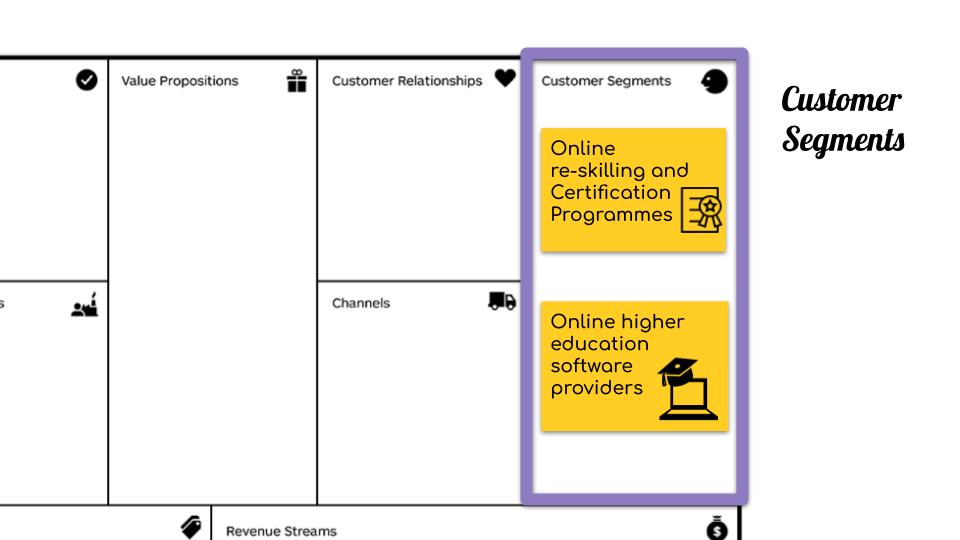 Value Propositions
Customer Relationships
Customer Segments
Customer
Segments
Online
re-skilling and
Certification
Programmes
s
Channels
Online higher
education
software
providers
Revenue Streams